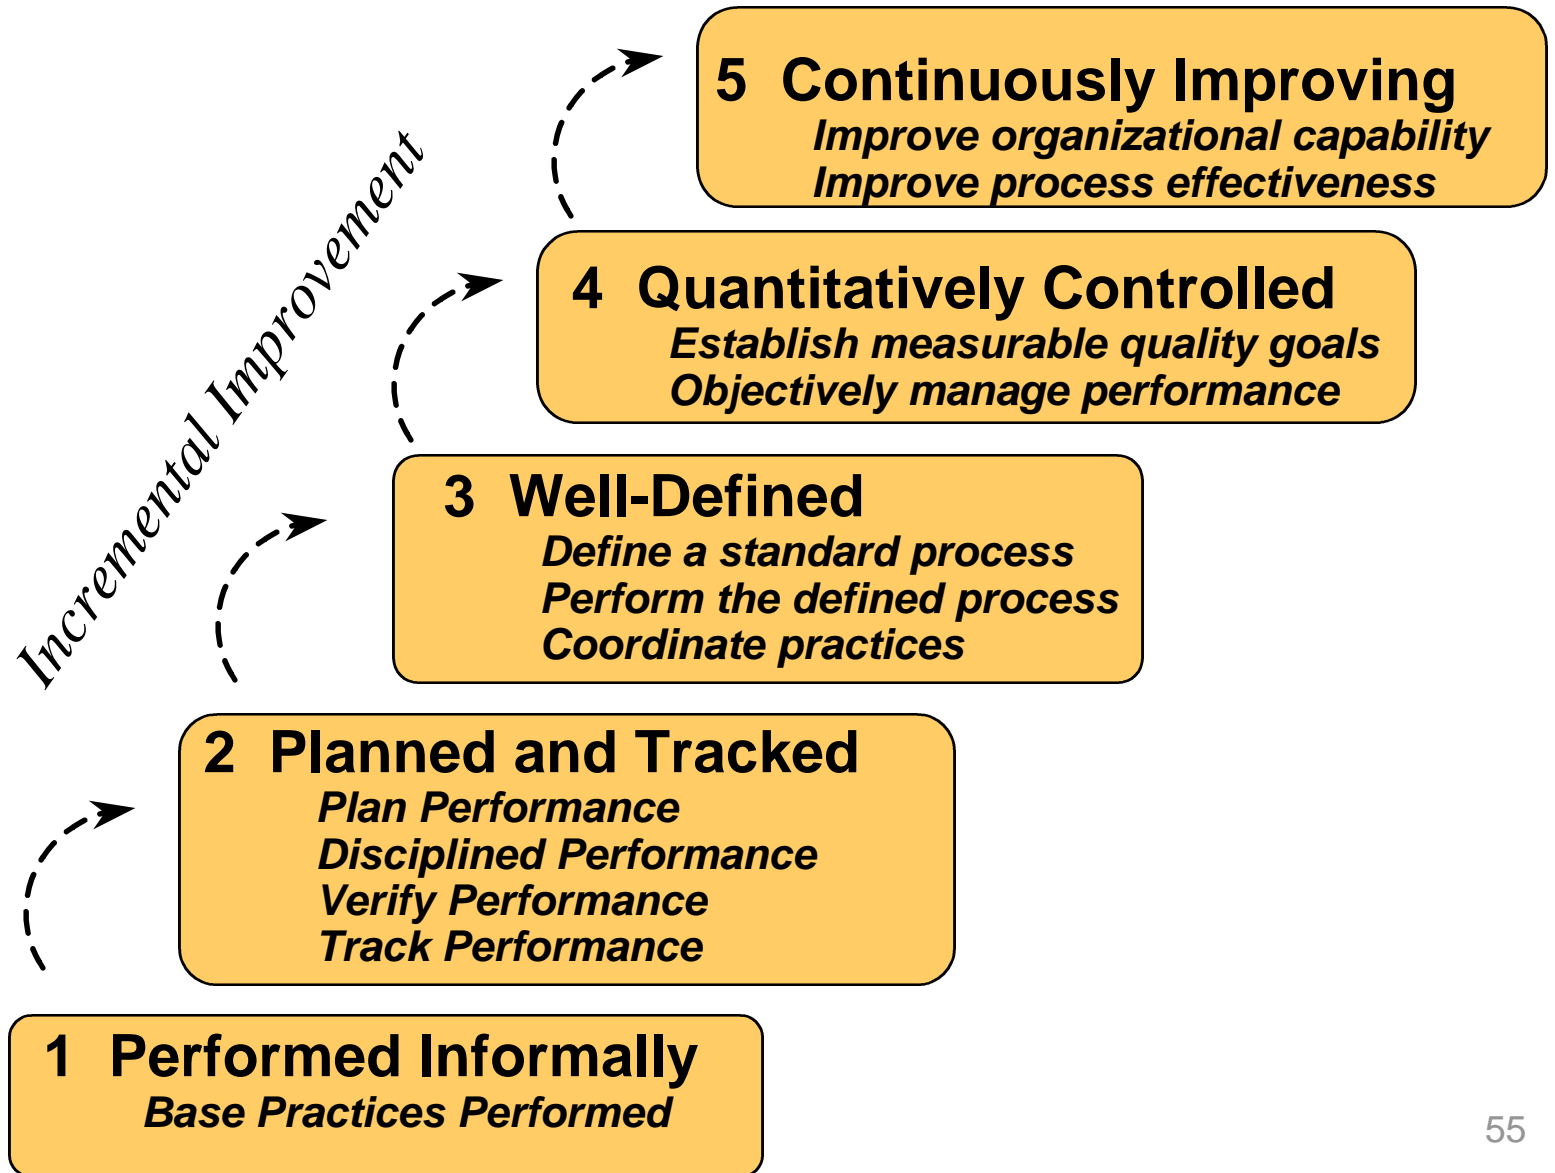 5 Continuously Improving
Improve organizational capability
Improve process effectiveness
Incremental Improvement
4 Quantitatively Controlled
Establish measurable quality goals
Objectively manage performance
3 Well-Defined
Define a standard process
Perform the defined process
Coordinate practices
2 Planned and Tracked
Plan Performance
Disciplined Performance
Verify Performance
Track Performance
1 Performed Informally
Base Practices Performed
55